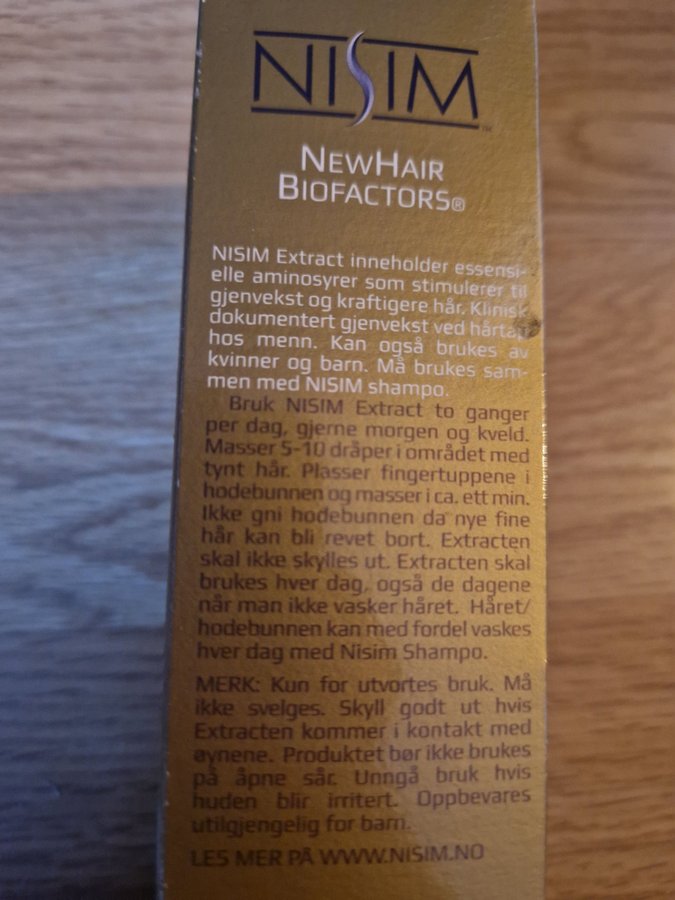 NISIM
NEWHAIR
BIOFACTORS®
NISIM Extract inneholder essensi-
elle aminosyrer som stimulerer til
gjenvekst og kraftigere hår. Klinisk
dokumentert gjenvekst ved hårtap
hos menn. Kan også brukes av
kvinner og barn. Må brukes sam-
men med NISIM shampo.
Bruk NISIM Extract to ganger
per dag, gjerne morgen og kveld.
Masser 5-10 dråper i området med
tynt hår. Plasser fingertuppene i
hodebunnen og masser i ca. ett min.
Ikke gni hodebunnen da nye fine
hår kan bli revet bort. Extracten
skal ikke skylles ut. Extracten skal
brukes hver dag, også de dagene
når man ikke vasker håret. Håret/
hodebunnen kan med fordel vaskes
hver dag med Nisim Shampo.
MERK: Kun for utvortes bruk. Må
ikke svelges. Skyll godt ut hvis
Extracten kommer i kontakt med
øynene. Produktet bør ikke brukes
på åpne sår. Unngå bruk hvis
huden blir irritert. Oppbevares
utilgjengelig for barn.
LES MER PÅ WWW.NISIM.NO